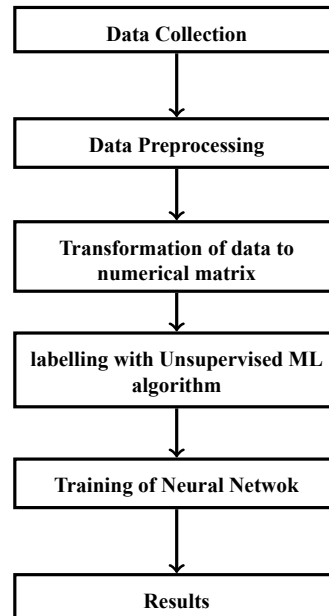 Data Collection
Data Preprocessing
Transformation of data to
numerical matrix
labelling with Unsupervised ML
algorithm
Training of Neural Netwok
Results